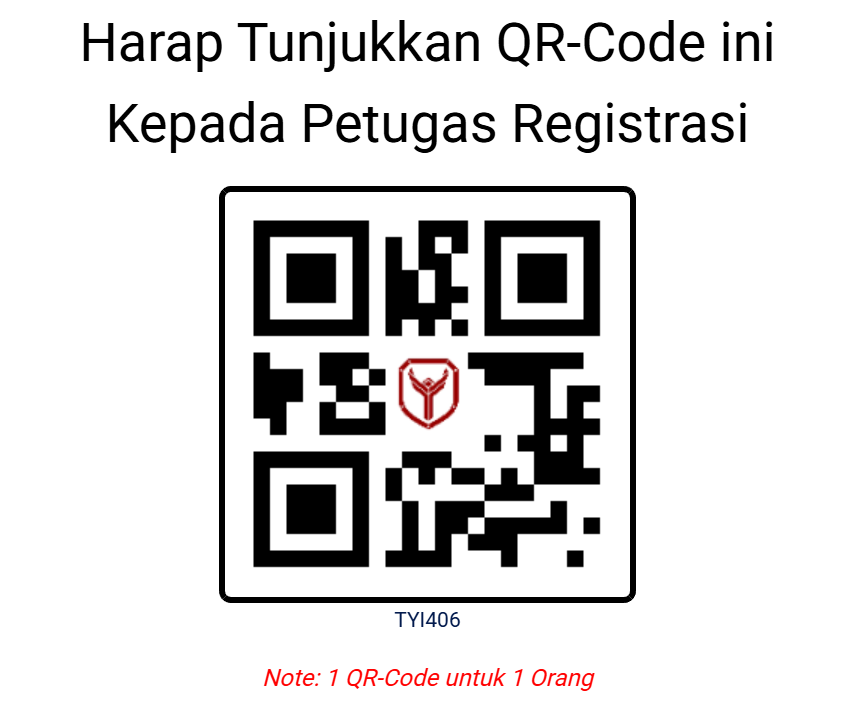 Harap Tunjukkan QR-Code ini
Kepada Petugas Registrasi
TYI406
Note: 1 QR-Code untuk 1 Orang